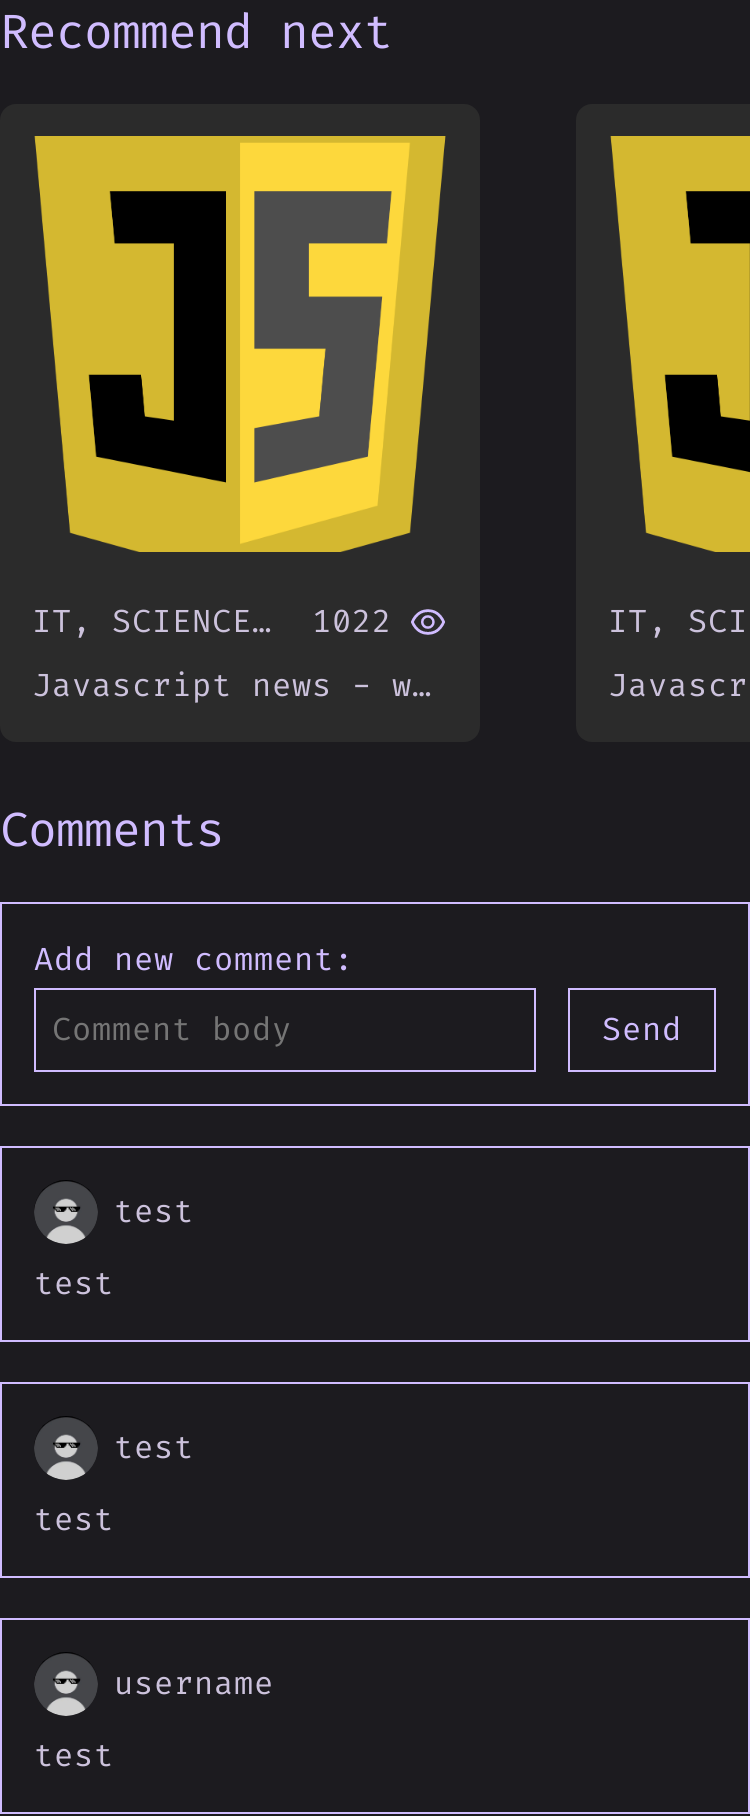 Recommend next
JS
J
IT, SCIENCE… 1022
IT, SCI
Javascript news - w…
Javascr
Comments
Add new comment:
Comment body
Send
test
test
test
test
username
test